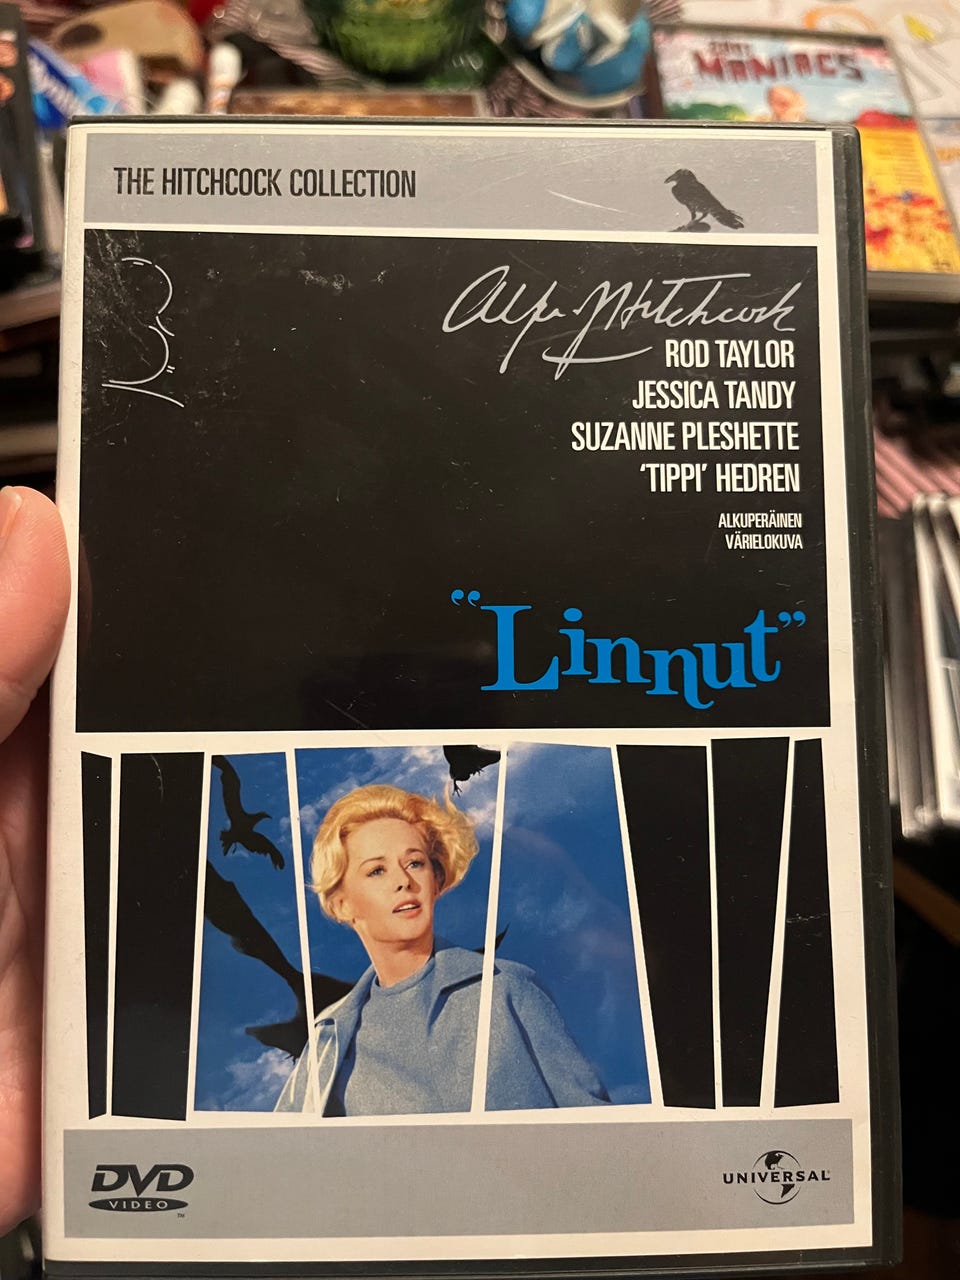 MANIACS
THE HITCHCOCK COLLECTION
Alfred Hitchcock
ROD TAYLOR
JESSICA TANDY
SUZANNE PLESHETTE
‘TIPPI’ HEDREN
ALKUPERÄINEN
VÄRIELOKUVA
“Linnut”
DVD
VIDEO
TM
UNIVERSAL